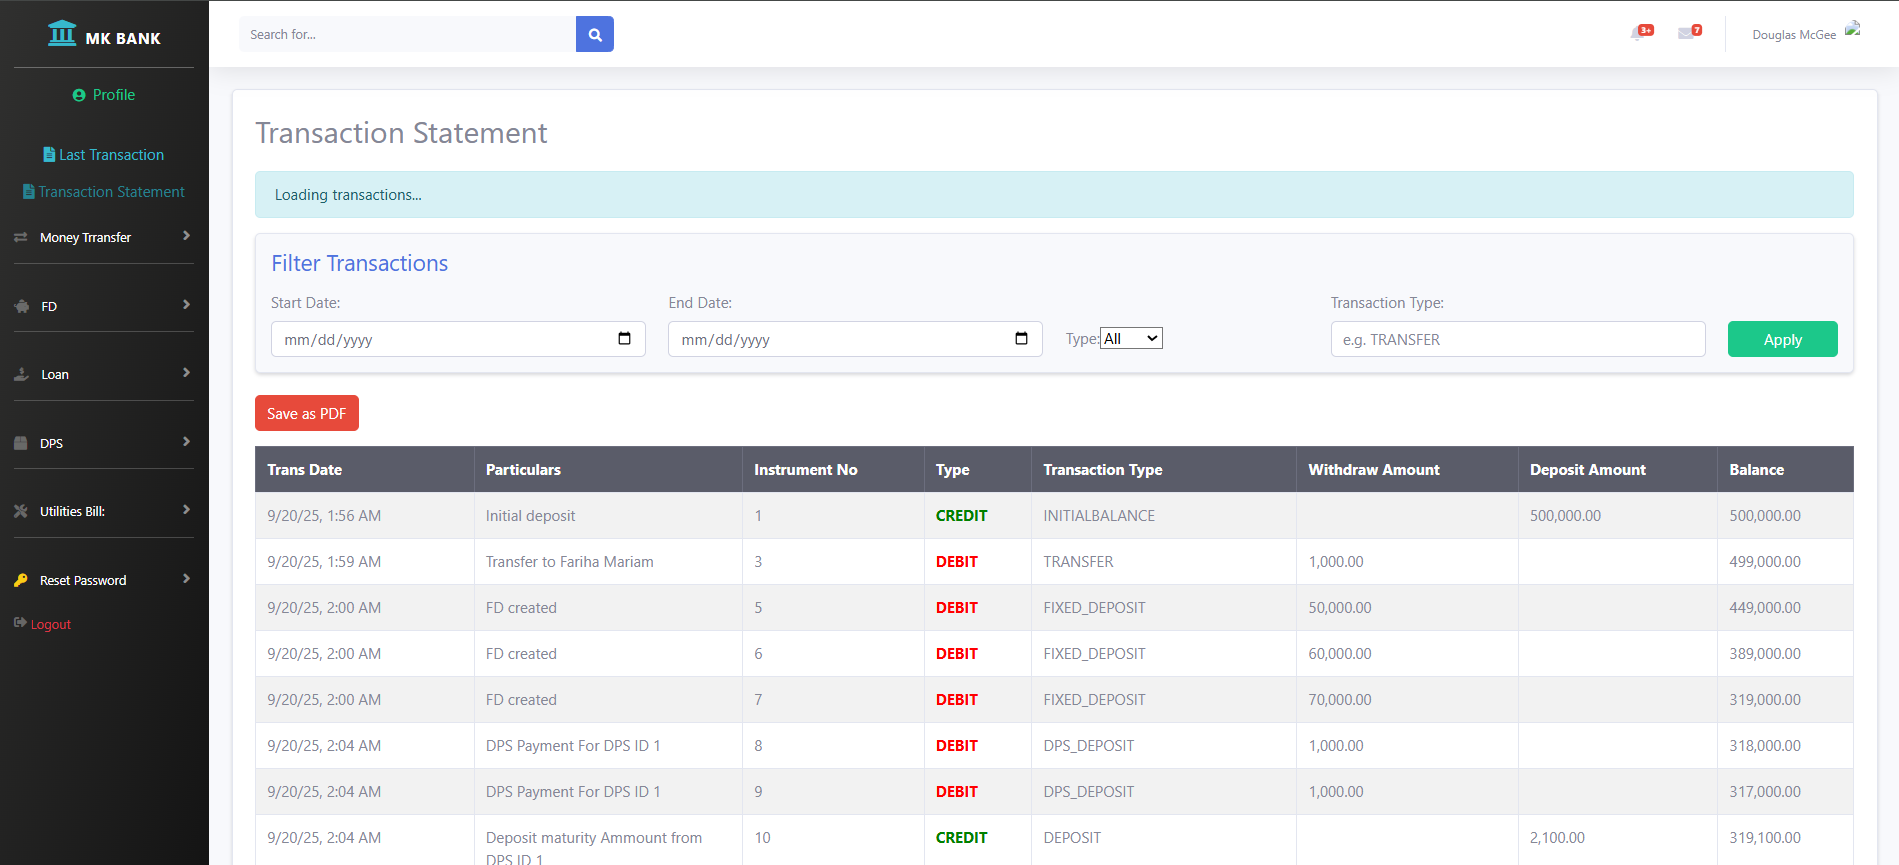 MK BANK
Search for...
3+
7
Douglas McGee
Profile
Last Transaction
Transaction Statement
Money Trransfer
FD
Loan
DPS
Utilities Bill:
Reset Password
Logout
Transaction Statement
Loading transactions...
Filter Transactions
Start Date:
mm/dd/yyyy
End Date:
mm/dd/yyyy
Type: All
Transaction Type:
e.g. TRANSFER
Apply
Save as PDF
Trans Date Particulars Instrument No Type Transaction Type Withdraw Amount Deposit Amount Balance
9/20/25, 1:56 AM Initial deposit 1 CREDIT INITIALBALANCE 500,000.00 500,000.00
9/20/25, 1:59 AM Transfer to Fariha Mariam 3 DEBIT TRANSFER 1,000.00 499,000.00
9/20/25, 2:00 AM FD created 5 DEBIT FIXED_DEPOSIT 50,000.00 449,000.00
9/20/25, 2:00 AM FD created 6 DEBIT FIXED_DEPOSIT 60,000.00 389,000.00
9/20/25, 2:00 AM FD created 7 DEBIT FIXED_DEPOSIT 70,000.00 319,000.00
9/20/25, 2:04 AM DPS Payment For DPS ID 1 8 DEBIT DPS_DEPOSIT 1,000.00 318,000.00
9/20/25, 2:04 AM DPS Payment For DPS ID 1 9 DEBIT DPS_DEPOSIT 1,000.00 317,000.00
9/20/25, 2:04 AM Deposit maturity Ammount from 10 CREDIT DEPOSIT 2,100.00 319,100.00
DPS ID 1